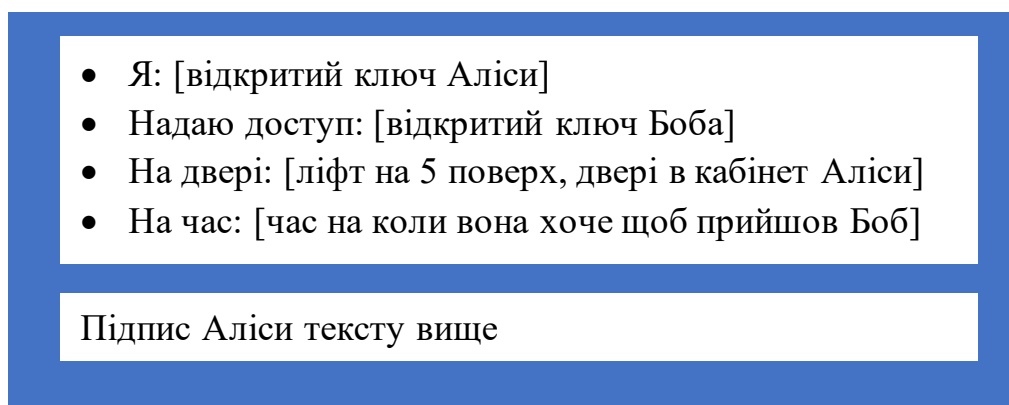 • Я: [відкритий ключ Аліси]
• Надаю доступ: [відкритий ключ Боба]
• На двері: [ліфт на 5 поверх, двері в кабінет Аліси]
• На час: [час на коли вона хоче щоб прийшов Боб]
Підпис Аліси тексту вище